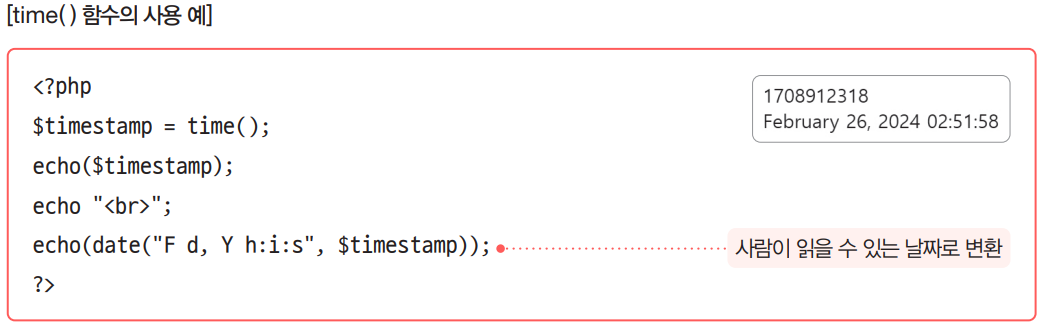 [time( ) 함수의 사용 예]
<?php
1708912318
$timestamp = time();
February 26, 2024 02:51:58
echo($timestamp);
echo "<br>";
echo(date("F d, Y h:i:s", $timestamp));
사람이 읽을 수 있는 날짜로 변환
?>